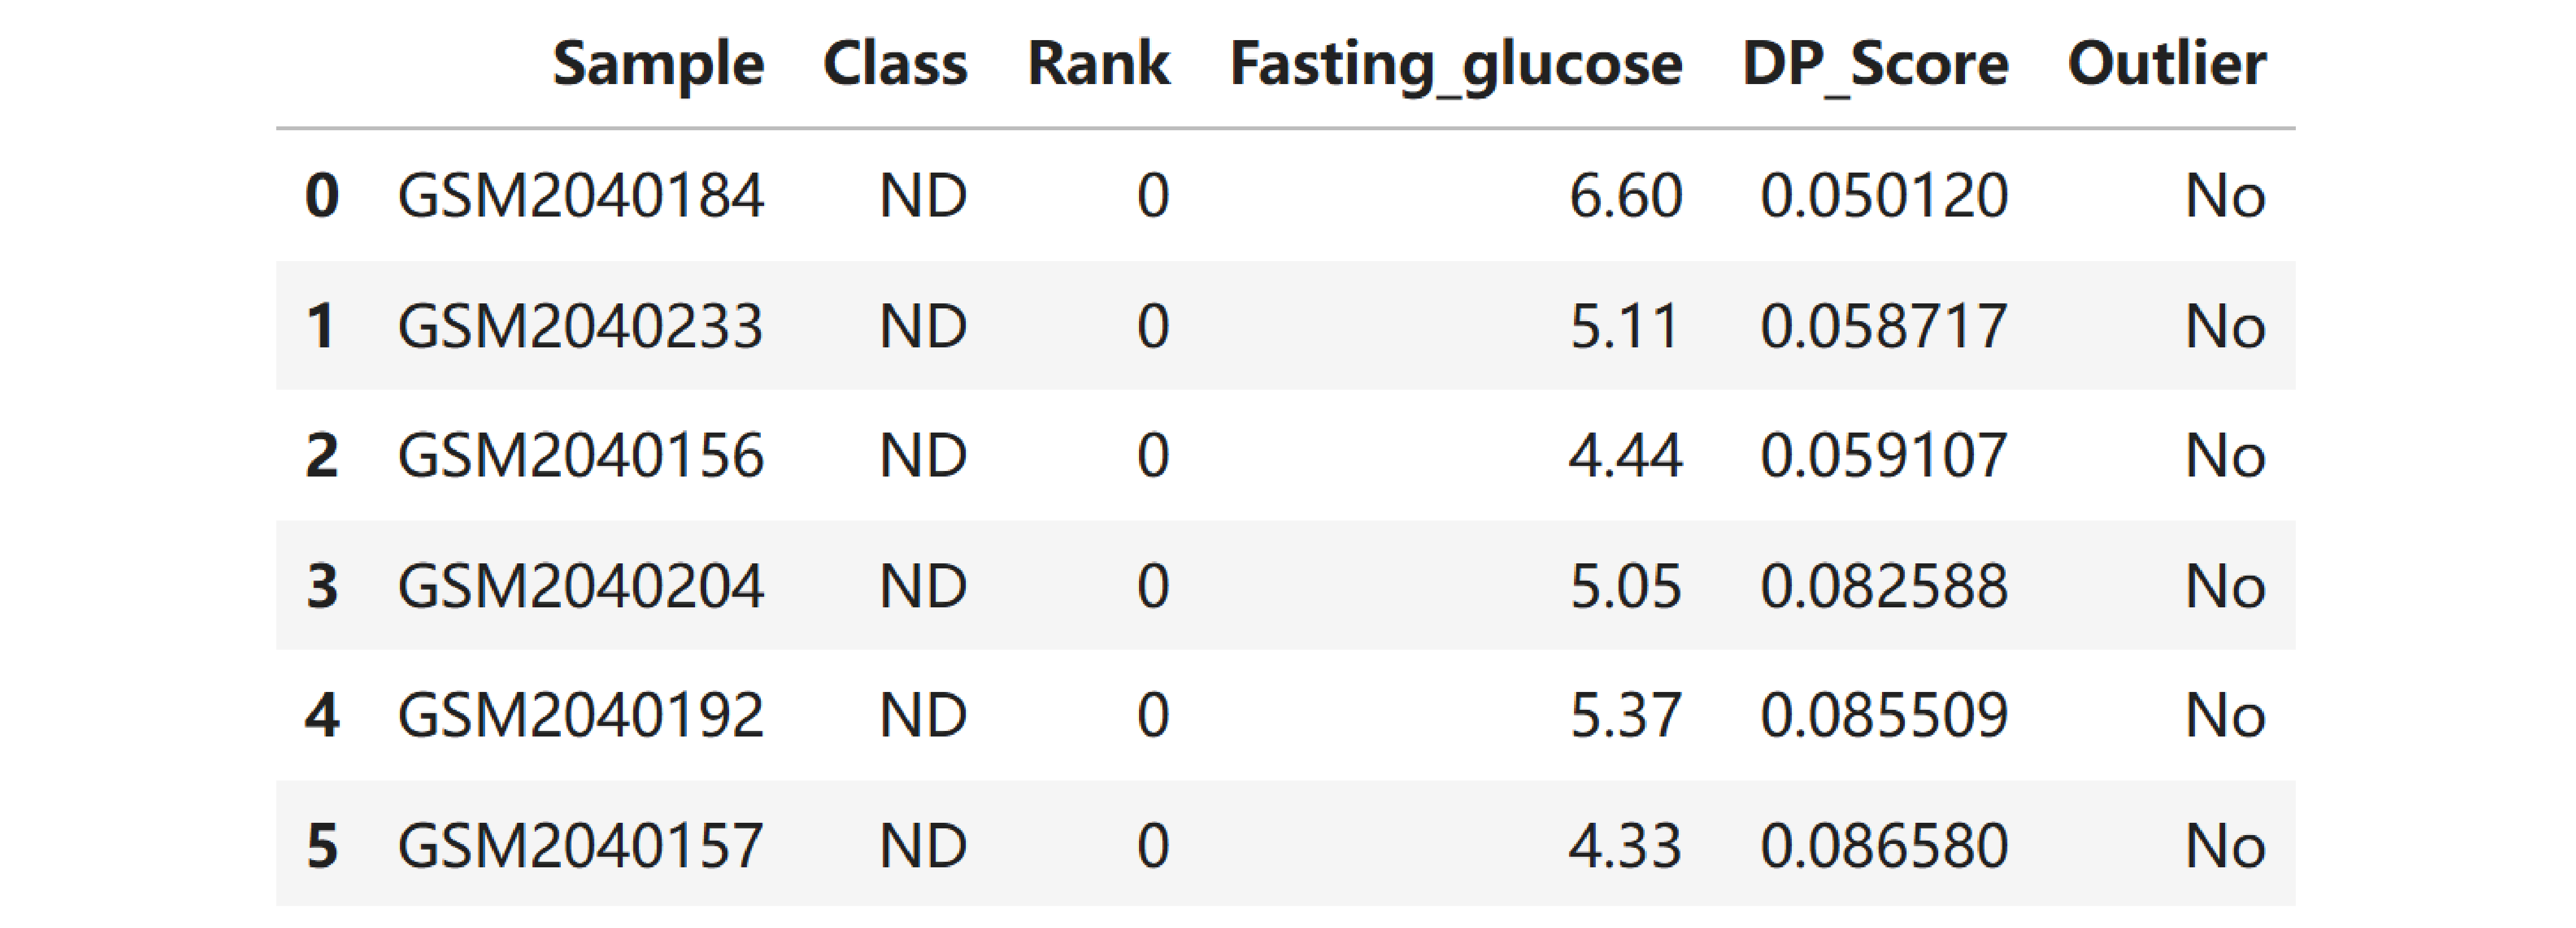 Sample Class Rank Fasting_glucose DP_Score Outlier
0 GSM2040184 ND 0 6.60 0.050120 No
1 GSM2040233 ND 0 5.11 0.058717 No
2 GSM2040156 ND 0 4.44 0.059107 No
3 GSM2040204 ND 0 5.05 0.082588 No
4 GSM2040192 ND 0 5.37 0.085509 No
5 GSM2040157 ND 0 4.33 0.086580 No